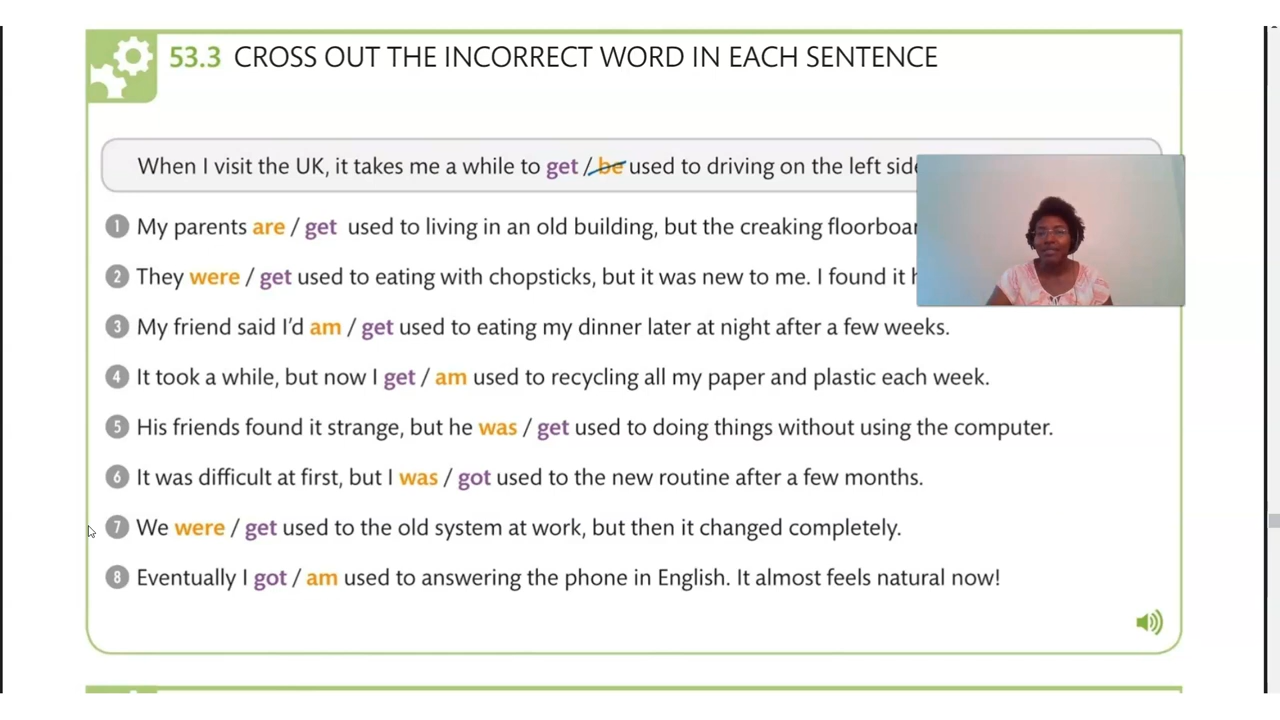 53.3 CROSS OUT THE INCORRECT WORD IN EACH SENTENCE
When I visit the UK, it takes me a while to get / be used to driving on the left
1 My parents are / get used to living in an old building, but the creaking
2 They were / get used to eating with chopsticks, but it was new to me. I found it
3 My friend said I'd am / get used to eating my dinner later at night after a few weeks.
4 It took a while, but now I get / am used to recycling all my paper and plastic each week.
5 His friends found it strange, but he was / get used to doing things without using the computer.
6 It was difficult at first, but I was / got used to the new routine after a few months.
7 We were / get used to the old system at work, but then it changed completely.
8 Eventually I got / am used to answering the phone in English. It almost feels natural now!